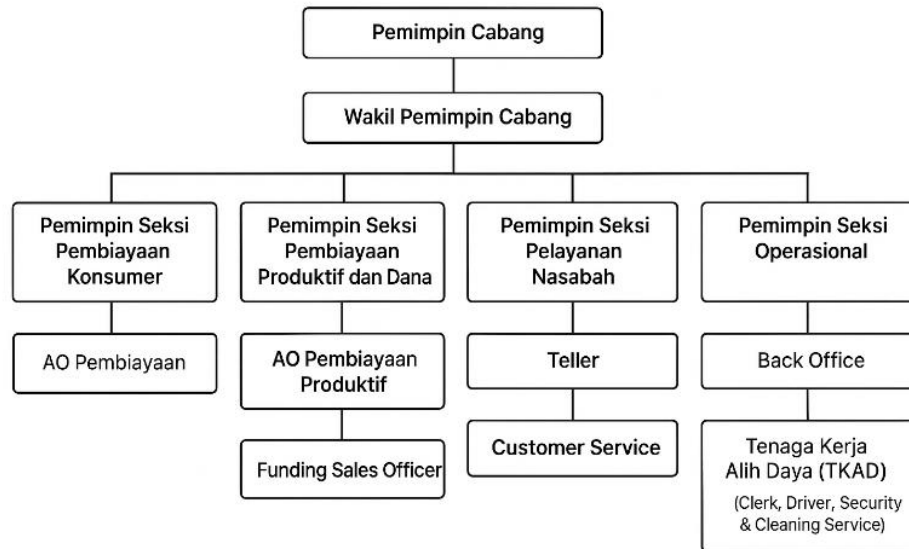 Pemimpin Cabang
Wakil Pemimpin Cabang
Pemimpin Seksi
Pembiayaan
Konsumer
Pemimpin Seksi
Pembiayaan
Produktif dan Dana
Pemimpin Seksi
Pelayanan
Nasabah
Pemimpin Seksi
Operasional
AO Pembiayaan
AO Pembiayaan
Produktif
Teller
Back Office
Funding Sales Officer
Customer Service
Tenaga Kerja
Alih Daya (TKAD)
(Clerk, Driver, Security
& Cleaning Service)